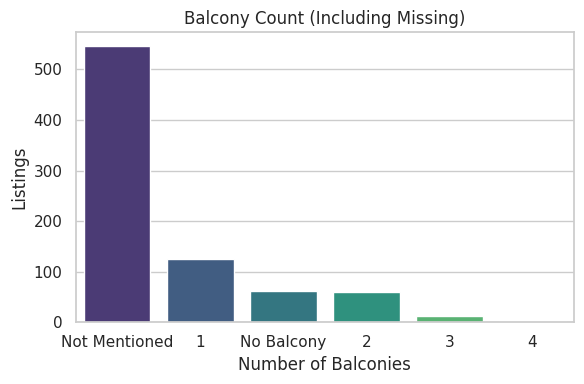 Balcony Count (Including Missing)
Listings
500
400
300
200
100
0
Not Mentioned 1 No Balcony 2 3 4
Number of Balconies